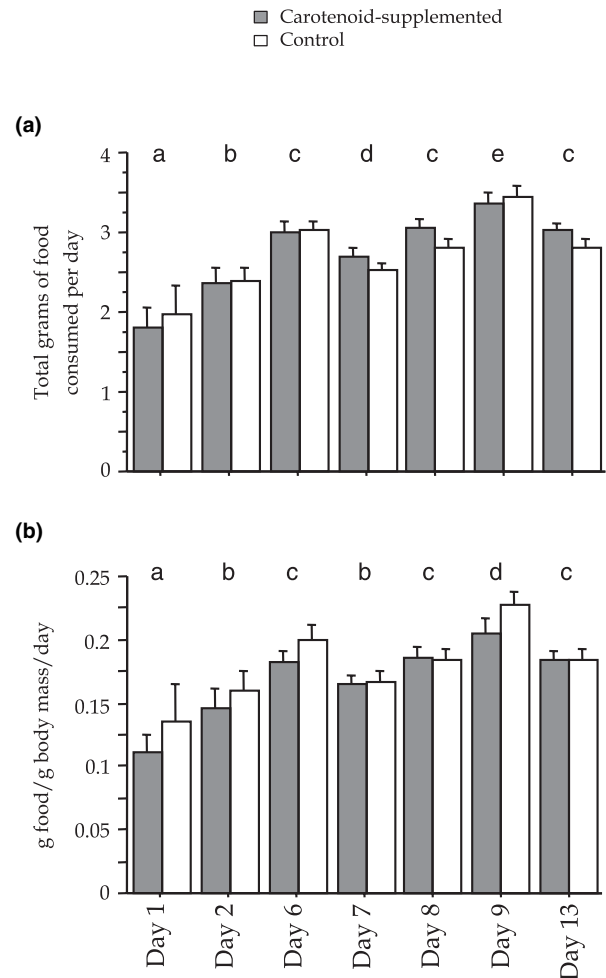 Carotenoid-supplemented
Control
(a)
a b c d c e c
Total grams of food
consumed per day
4
3
2
1
0
(b)
a b c b c d c
g food/g body mass/day
0.25
0.2
0.15
0.1
0.05
0
Day 1 Day 2 Day 6 Day 7 Day 8 Day 9 Day 13